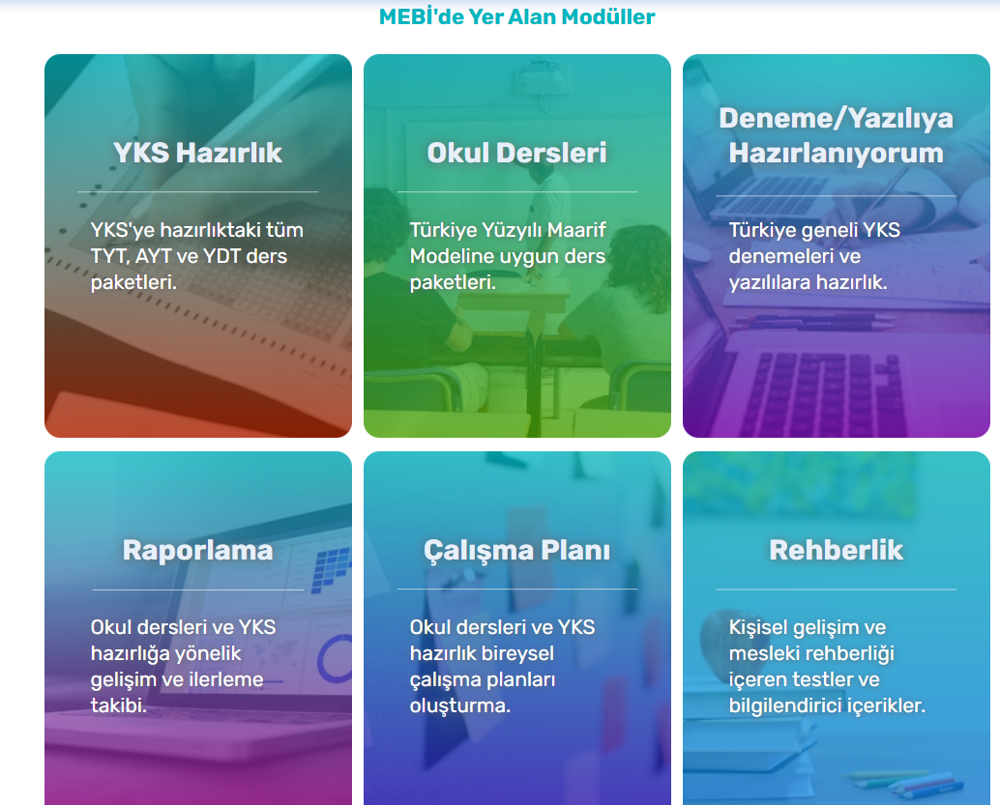 MEBİ'de Yer Alan Modüller
YKS Hazırlık
YKS'ye hazırlıktaki tüm
TYT, AYT ve YDT ders
paketleri.
Okul Dersleri
Türkiye Yüzyılı Maarif
Modeline uygun ders
paketleri.
Deneme/Yazılıya
Hazırlanıyorum
Türkiye geneli YKS
denemeleri ve
yazılılara hazırlık.
Raporlama
Okul dersleri ve YKS
hazırlığa yönelik
gelişim ve ilerleme
takibi.
Çalışma Planı
Okul dersleri ve YKS
hazırlık bireysel
çalışma planları
oluşturma.
Rehberlik
Kişisel gelişim ve
mesleki rehberliği
içeren testler ve
bilgilendirici içerikler.